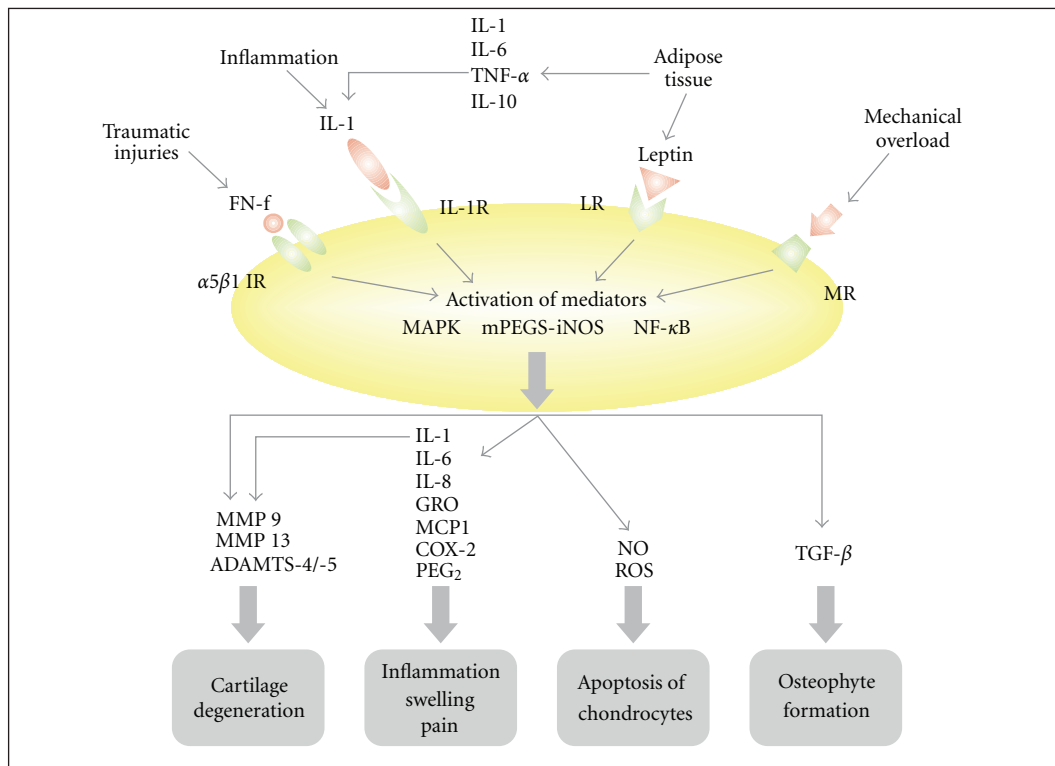 IL-1
IL-6
TNF-α
IL-10
Inflammation
Adipose
tissue
IL-1
Mechanical
overload
Traumatic
injuries
Leptin
FN-f
IL-1R
LR
α5β1 IR
MR
Activation of mediators
MAPK mPEGS-iNOS NF-κB
IL-1
IL-6
IL-8
GRO
MCP1
COX-2
PEG₂
MMP 9
MMP 13
ADAMTS-4/-5
NO
ROS
TGF-β
Cartilage
degeneration
Inflammation
swelling
pain
Apoptosis of
chondrocytes
Osteophyte
formation